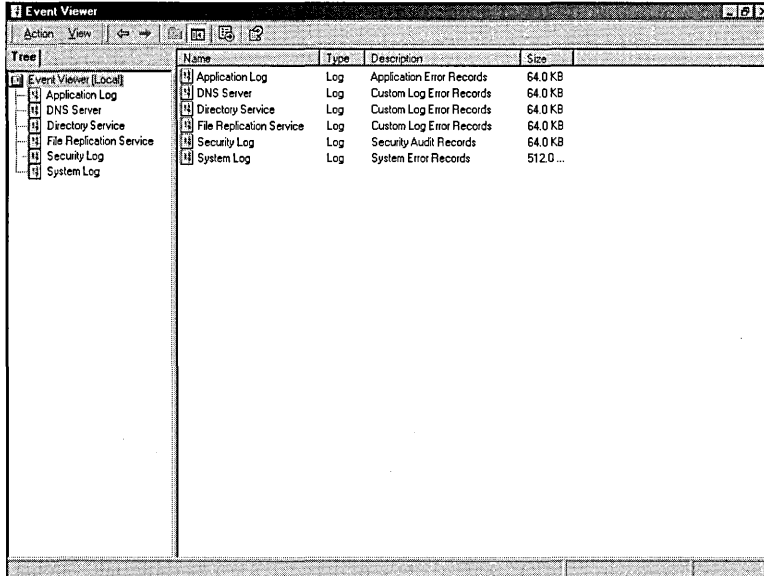 Event Viewer
Action View
Tree
Event Viewer (Local)
Application Log
DNS Server
Directory Service
File Replication Service
Security Log
System Log
Name Type Description Size
Application Log Log Application Error Records 64.0 KB
DNS Server Log Custom Log Error Records 64.0 KB
Directory Service Log Custom Log Error Records 64.0 KB
File Replication Service Log Custom Log Error Records 64.0 KB
Security Log Log Security Audit Records 64.0 KB
System Log Log System Error Records 512.0 ...